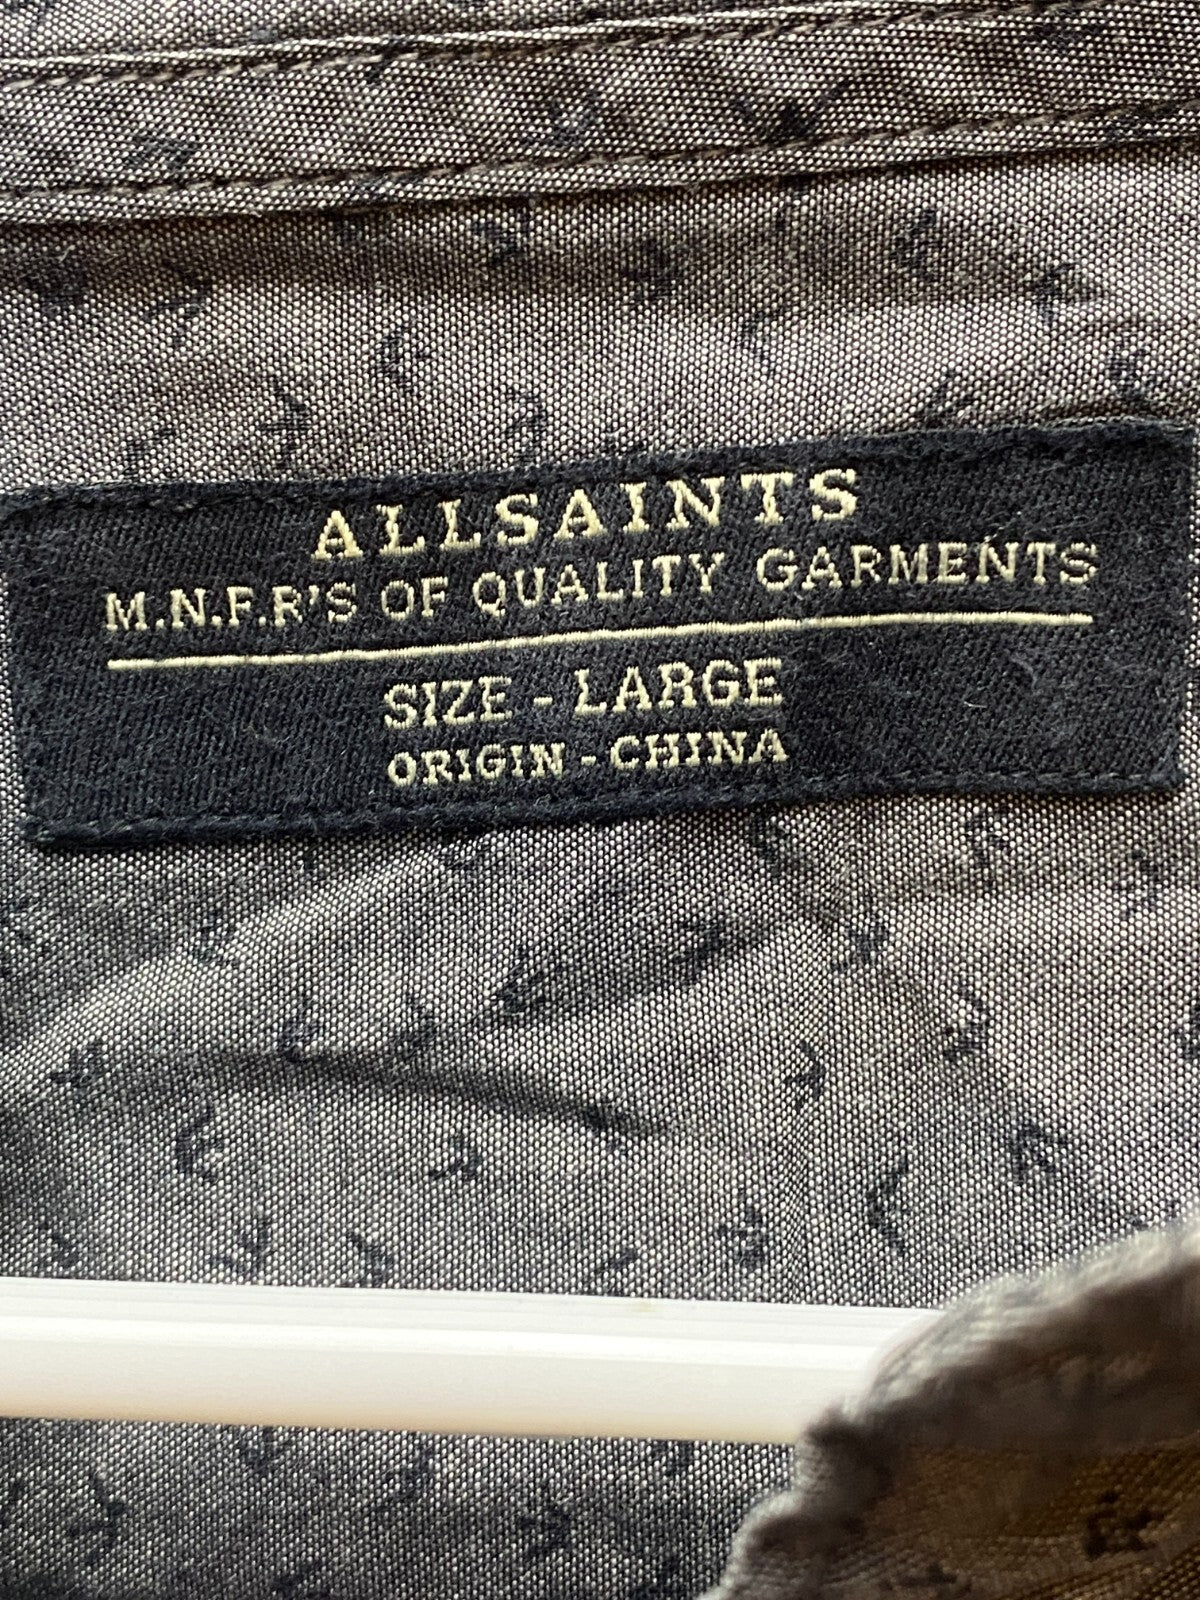 ALLSAINTS
M.N.F.R'S OF QUALITY GARMENTS
SIZE - LARGE
ORIGIN - CHINA